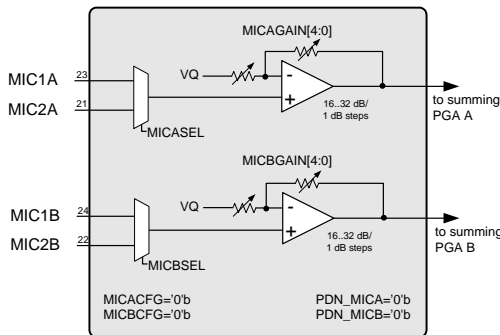 MICAGAIN[4:0]
MIC1A 23
VQ
-
+
MIC2A 21
to summing
PGA A
16..32 dB/
1 dB steps
MICASEL
MICBGAIN[4:0]
MIC1B 24
VQ
-
+
MIC2B 22
to summing
PGA B
16..32 dB/
1 dB steps
MICBSEL
MICACFG='0'b
PDN_MICA='0'b
MICBCFG='0'b
PDN_MICB='0'b